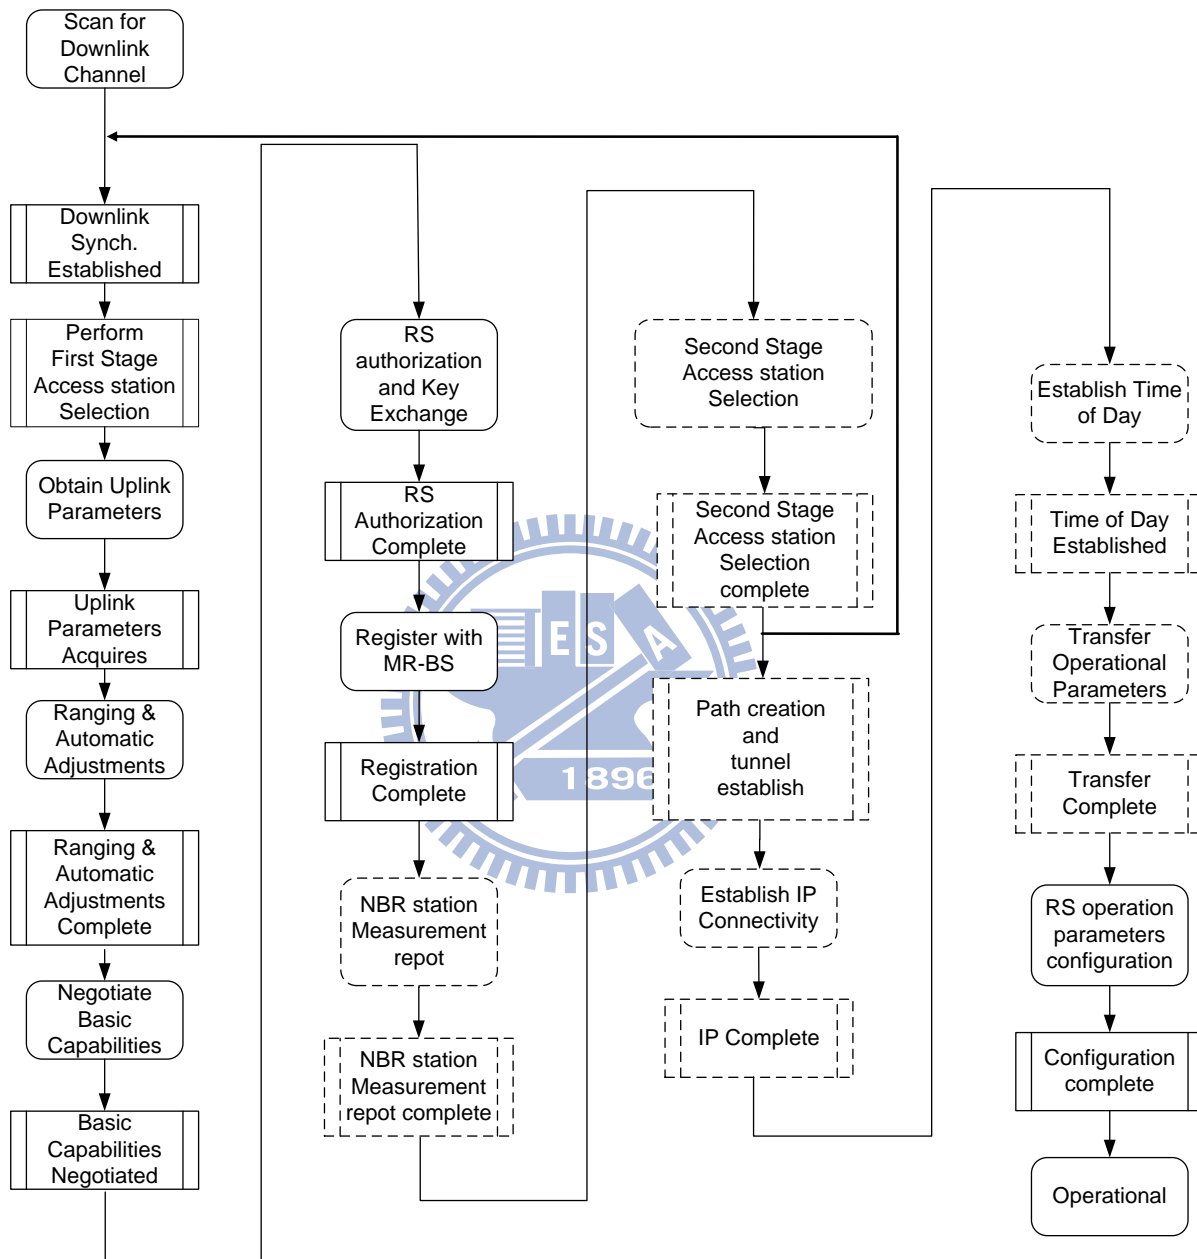 Scan for
Downlink
Channel
Downlink
Synch.
Established
Perform
First Stage
Access station
Selection
Obtain Uplink
Parameters
Uplink
Parameters
Acquires
Ranging &
Automatic
Adjustments
Ranging &
Automatic
Adjustments
Complete
Negotiate
Basic
Capabilities
Basic
Capabilities
Negotiated
RS
authorization
and Key
Exchange
RS
Authorization
Complete
Register with
MR-BS
Registration
Complete
NBR station
Measurement
repot
NBR station
Measurement
repot complete
Second Stage
Access station
Selection
Second Stage
Access station
Selection
complete
Path creation
and
tunnel
establish
Establish IP
Connectivity
IP Complete
Establish Time
of Day
Time of Day
Established
Transfer
Operational
Parameters
Transfer
Complete
RS operation
parameters
configuration
Configuration
complete
Operational
E S A
1896